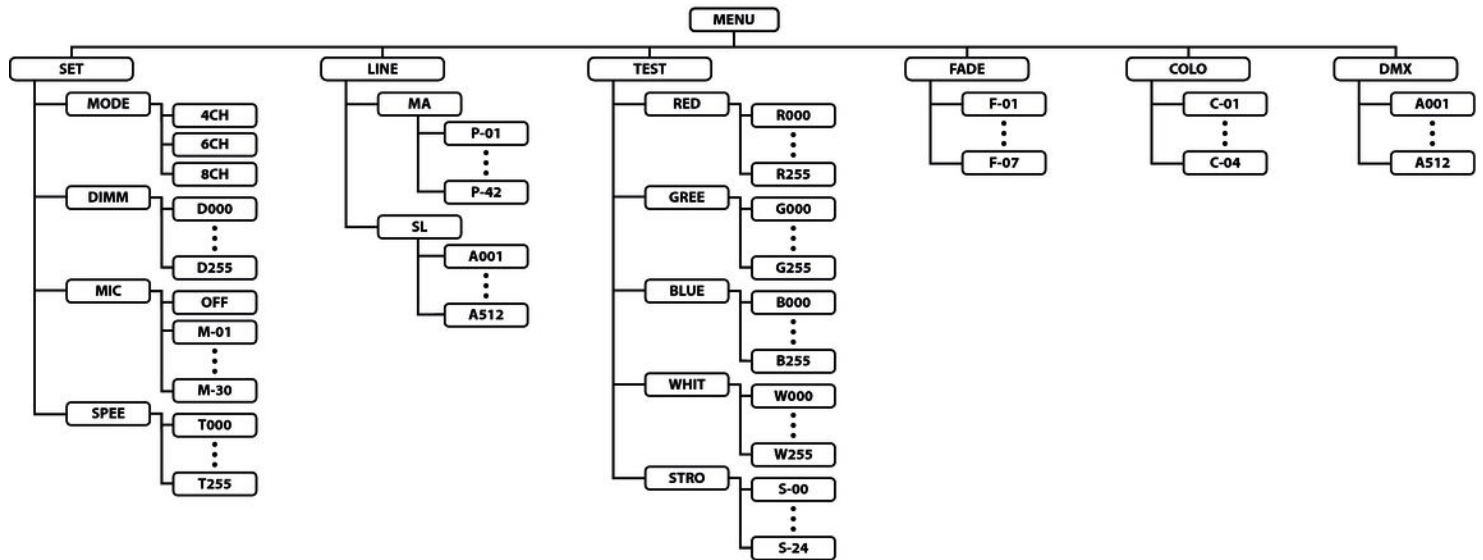 MENU
SET
MODE
4CH
6CH
8CH
DIMM
D000
D255
MIC
OFF
M-01
M-30
SPEE
T000
T255
LINE
MA
P-01
P-42
SL
A001
A512
TEST
RED
R000
R255
GREE
G000
G255
BLUE
B000
B255
WHIT
W000
W255
STRO
S-00
S-24
FADE
F-01
F-07
COLO
C-01
C-04
DMX
A001
A512